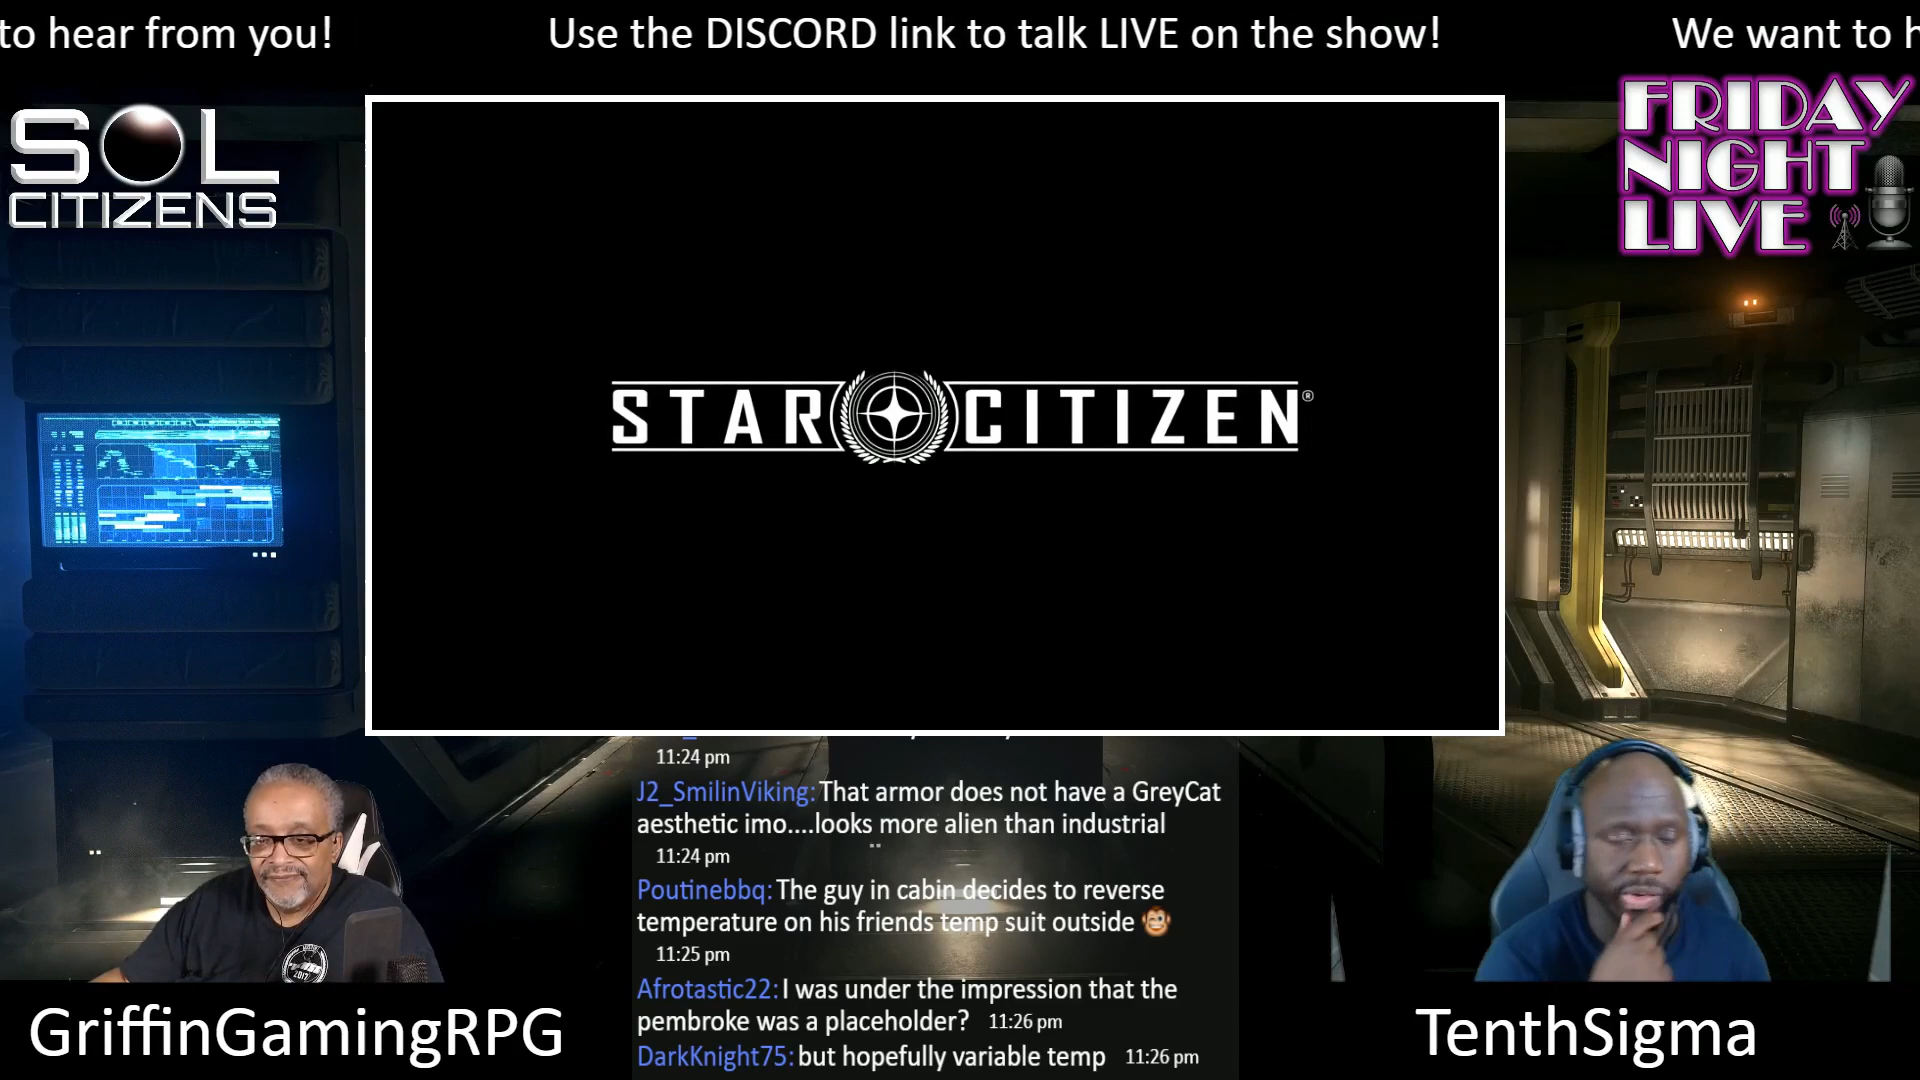 to hear from you!
Use the DISCORD link to talk LIVE on the show!
We want to h
SOL
CITIZENS
FRIDAY
NIGHT
LIVE
STAR CITIZEN®
11:24 pm
J2_SmilinViking: That armor does not have a GreyCat
aesthetic imo....looks more alien than industrial
11:24 pm
Poutinebbq: The guy in cabin decides to reverse
temperature on his friends temp suit outside
11:25 pm
Afrotastic22: I was under the impression that the
pembroke was a placeholder? 11:26 pm
DarkKnight75: but hopefully variable temp 11:26 pm
2017
GriffinGamingRPG
TenthSigma